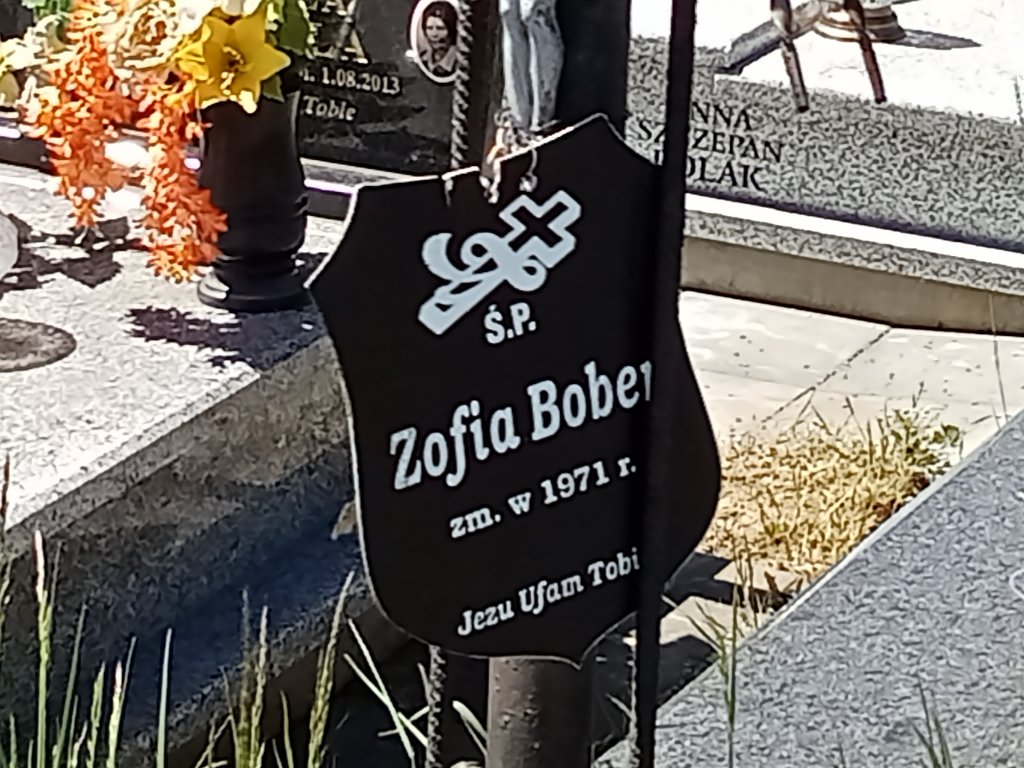 1.08.2013
Tobie
Ś.P.
Zofia Bober
zm. w 1971 r.
Jezu Ufam Tobi
SZCZEPAN